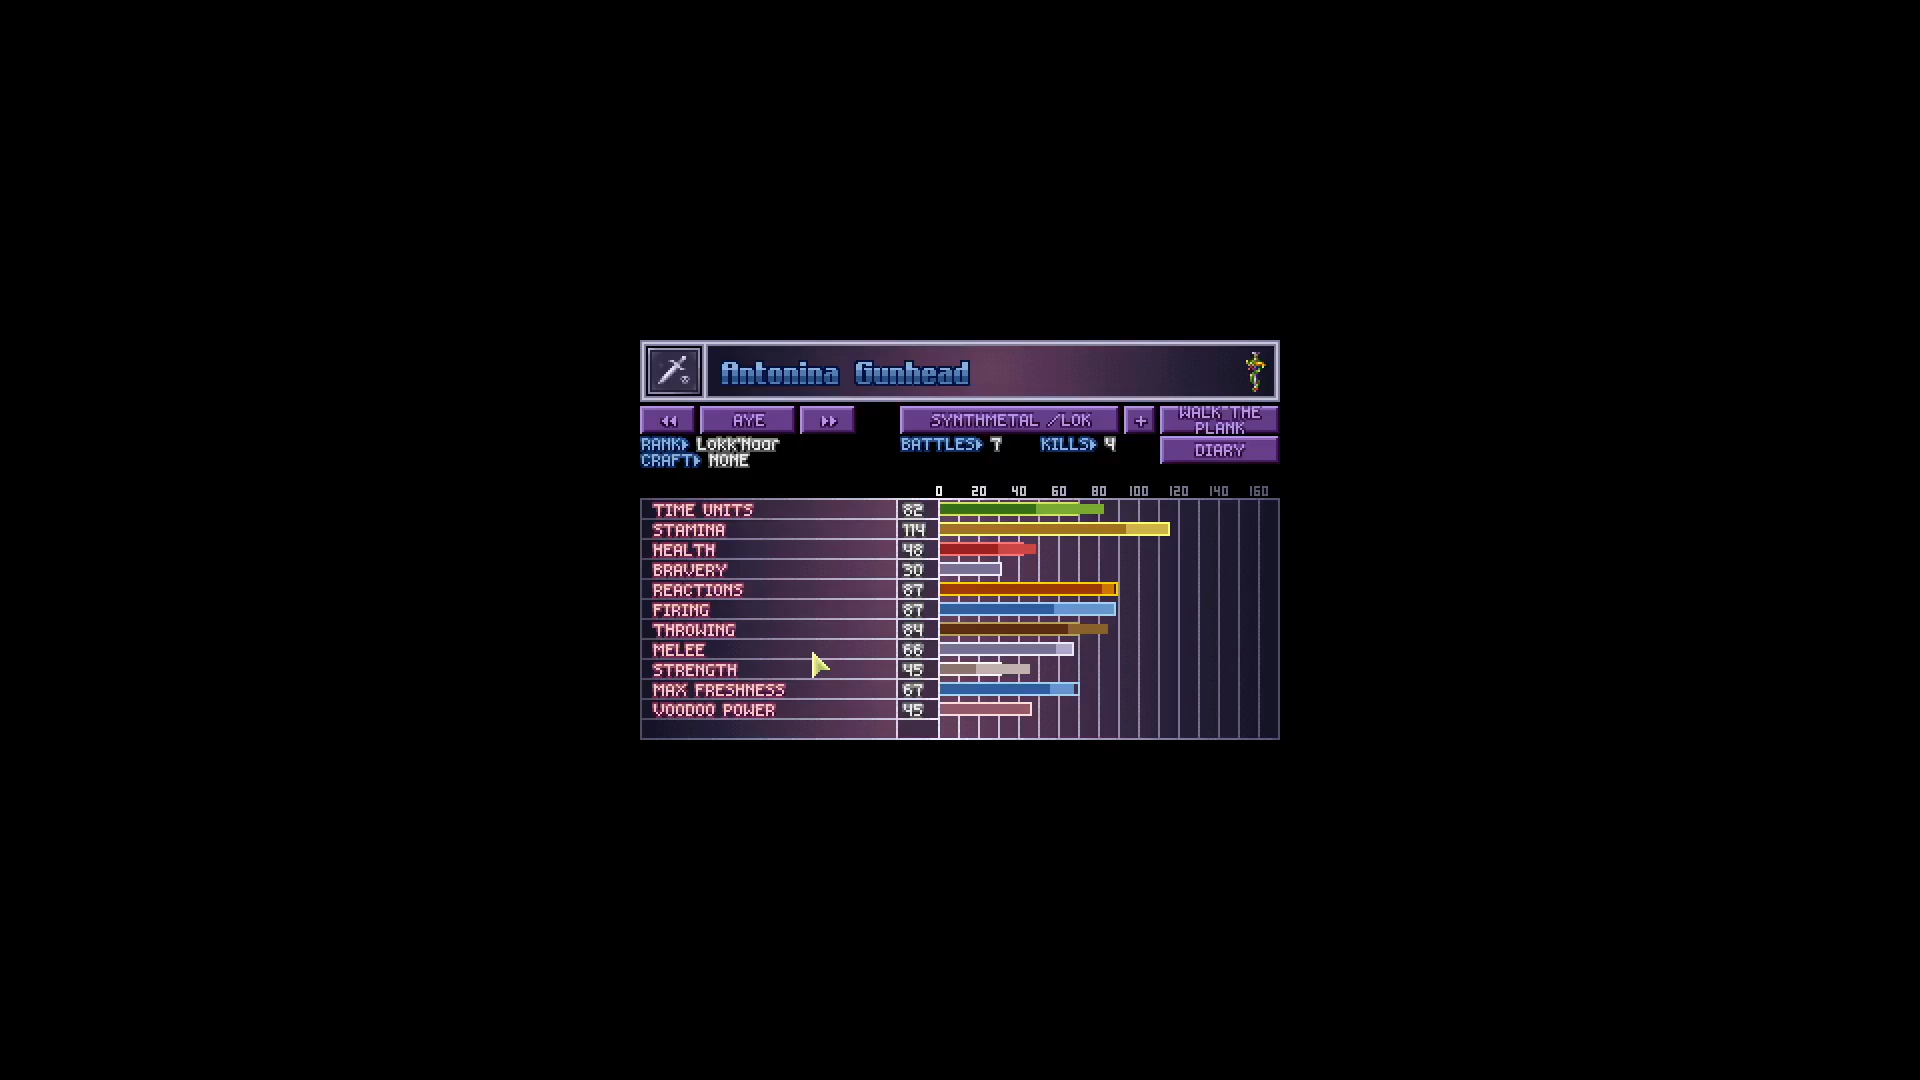 Antonina Gunhead
AYE
SYNTHMETAL /LOK
+
WALK THE
PLANK
RANK Lokk'Naar
BATTLES 7
KILLS 4
DIARY
CRAFT NONE
0 20 40 60 80 100 120 140 160
TIME UNITS 82
STAMINA 114
HEALTH 48
BRAVERY 30
REACTIONS 87
FIRING 87
THROWING 84
MELEE 66
STRENGTH 45
MAX FRESHNESS 67
VOODOO POWER 45